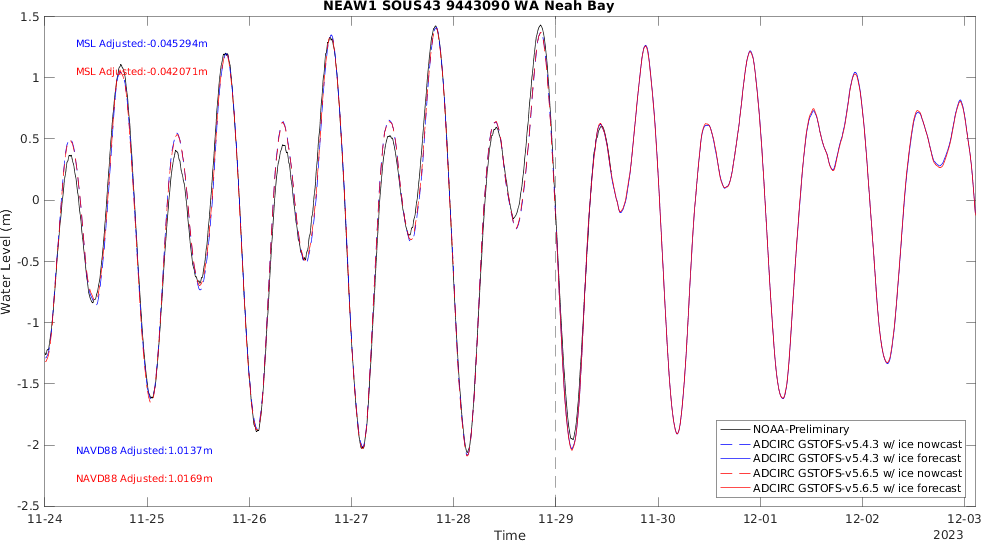 NEAW1 SOUS43 9443090 WA Neah Bay
MSL Adjusted:-0.045294m
MSL Adjusted:-0.042071m
NAVD88 Adjusted:1.0137m
NAVD88 Adjusted:1.0169m
Water Level (m)
1.5
1
0.5
0
-0.5
-1
-1.5
-2
-2.5
NOAA-Preliminary
ADCIRC GSTOFS-v5.4.3 w/ ice nowcast
ADCIRC GSTOFS-v5.4.3 w/ ice forecast
ADCIRC GSTOFS-v5.6.5 w/ ice nowcast
ADCIRC GSTOFS-v5.6.5 w/ ice forecast
11-24 11-25 11-26 11-27 11-28 11-29 11-30 12-01 12-02 12-03
2023
Time